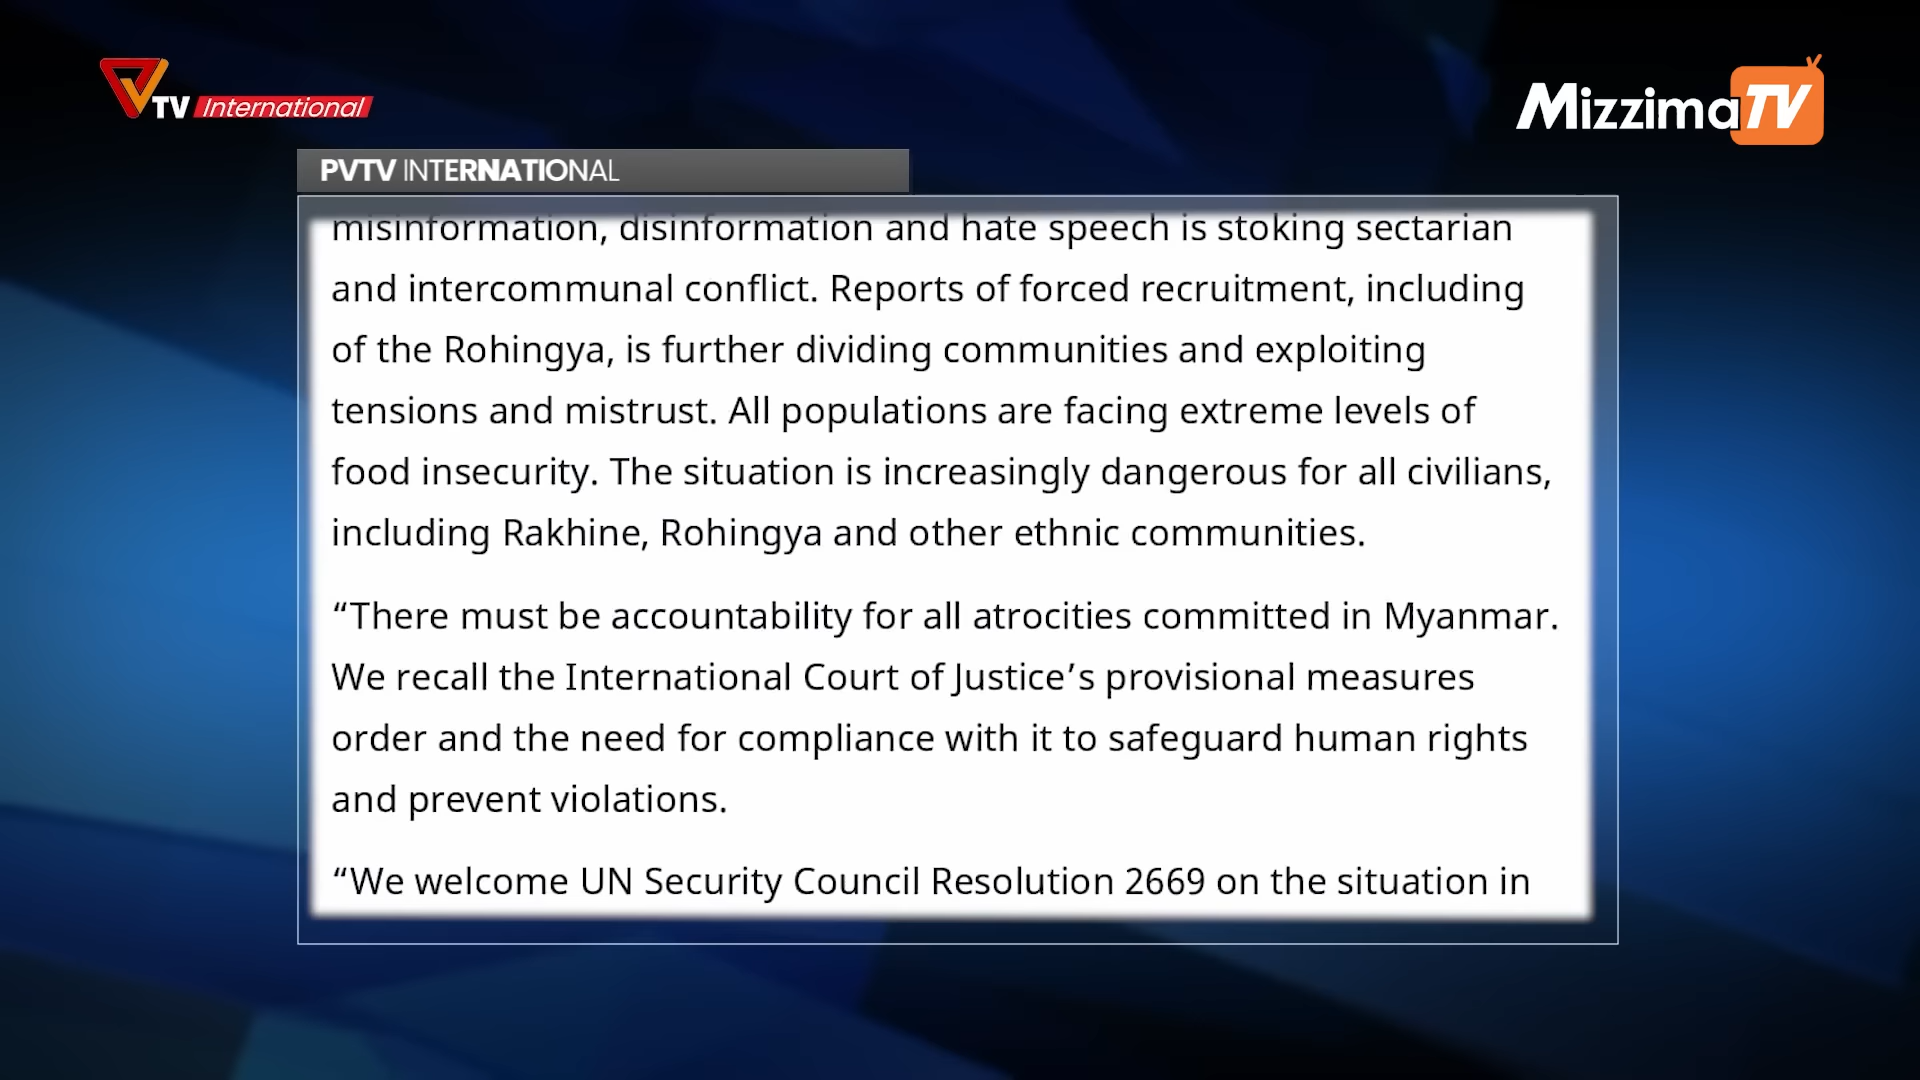 TV International
MizzimaTV
PVTV INTERNATIONAL
misinformation, disinformation and hate speech is stoking sectarian
and intercommunal conflict. Reports of forced recruitment, including
of the Rohingya, is further dividing communities and exploiting
tensions and mistrust. All populations are facing extreme levels of
food insecurity. The situation is increasingly dangerous for all civilians,
including Rakhine, Rohingya and other ethnic communities.
“There must be accountability for all atrocities committed in Myanmar.
We recall the International Court of Justice’s provisional measures
order and the need for compliance with it to safeguard human rights
and prevent violations.
“We welcome UN Security Council Resolution 2669 on the situation in